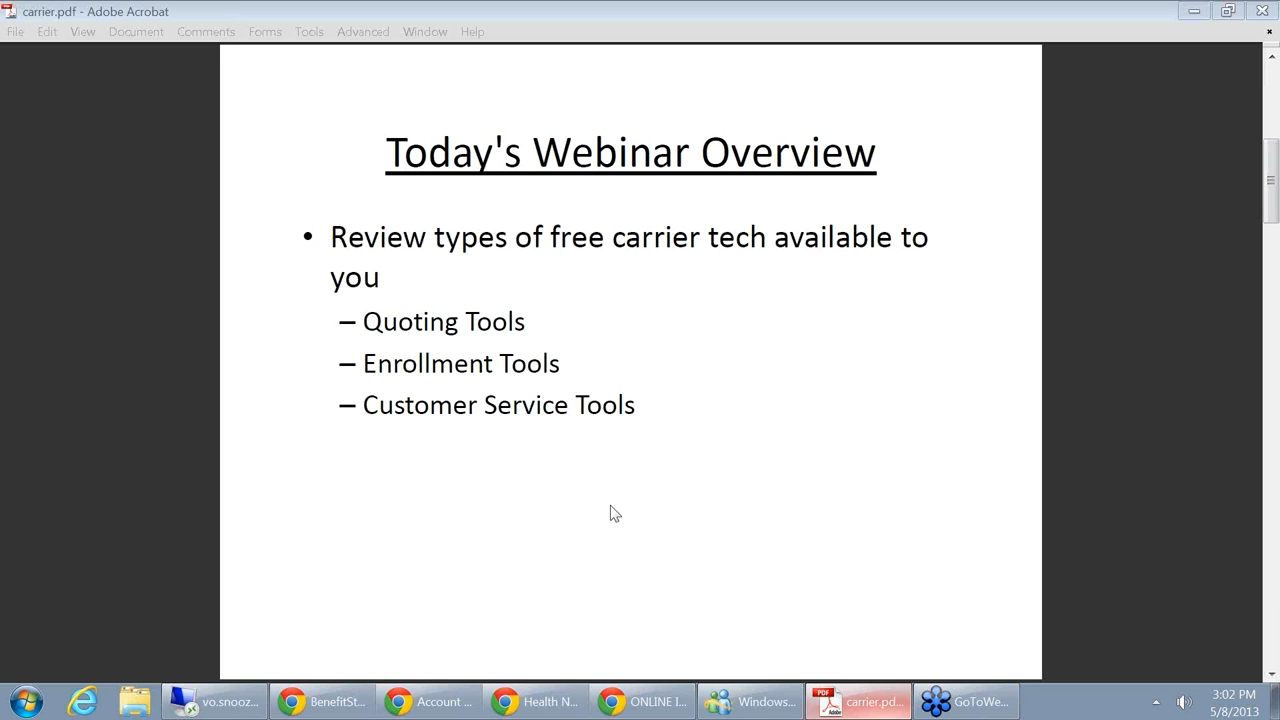 carrier.pdf - Adobe Acrobat
File Edit View Document Comments Forms Tools Advanced Window Help
Today's Webinar Overview
• Review types of free carrier tech available to
you
– Quoting Tools
– Enrollment Tools
– Customer Service Tools
vo.snooz... BenefitSt... Account ... Health N... ONLINE I... Windows... carrier.pd... GoToWe... 3:02 PM
5/8/2013